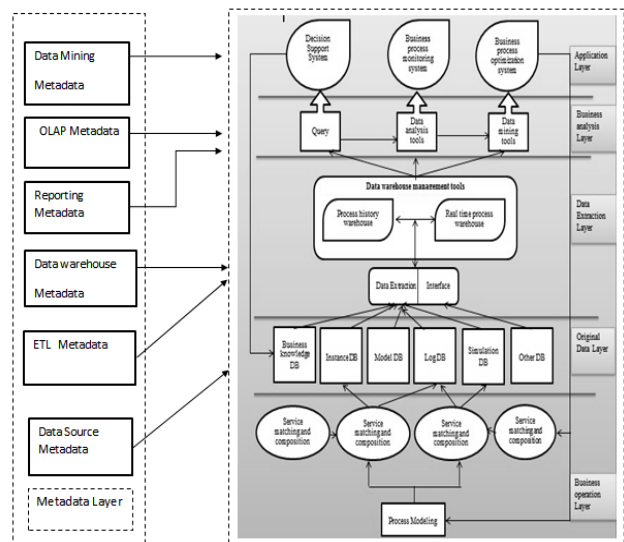 Data Mining
Metadata
OLAP Metadata
Reporting
Metadata
Data warehouse
Metadata
ETL Metadata
Data Source
Metadata
Metadata Layer
Decision
Support
System
Business
process
monitoring
system
Business
process
optimization
system
Application
Layer
Query
Data
analysis
tools
Data
mining
tools
Business
analysis
Layer
Data warehouse management tools
Process history
warehouse
Real time process
warehouse
Data
Extraction
Layer
Data Extraction
Interface
Business
knowledge
DB
Instance DB
Model DB
Log DB
Simulation
DB
Other DB
Original
Data Layer
Service
matching and
composition
Service
matching and
composition
Service
matching and
composition
Service
matching and
composition
Business
operation
Layer
Process Modeling